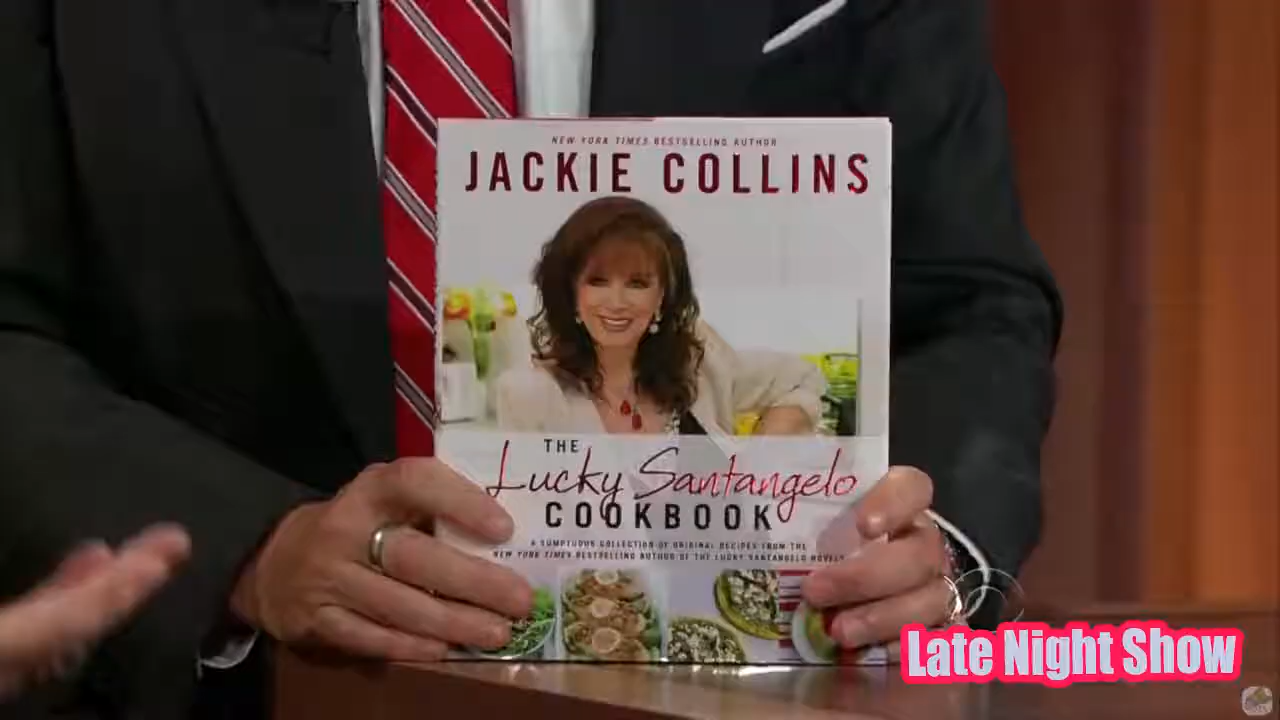 NEW YORK TIMES BESTSELLING AUTHOR
JACKIE COLLINS
THE
Lucky Santangelo
COOKBOOK
A SUMPTUOUS COLLECTION OF ORIGINAL RECIPES FROM THE
NEW YORK TIMES BESTSELLING AUTHOR OF THE LUCKY SANTANGELO NOVELS
Late Night Show